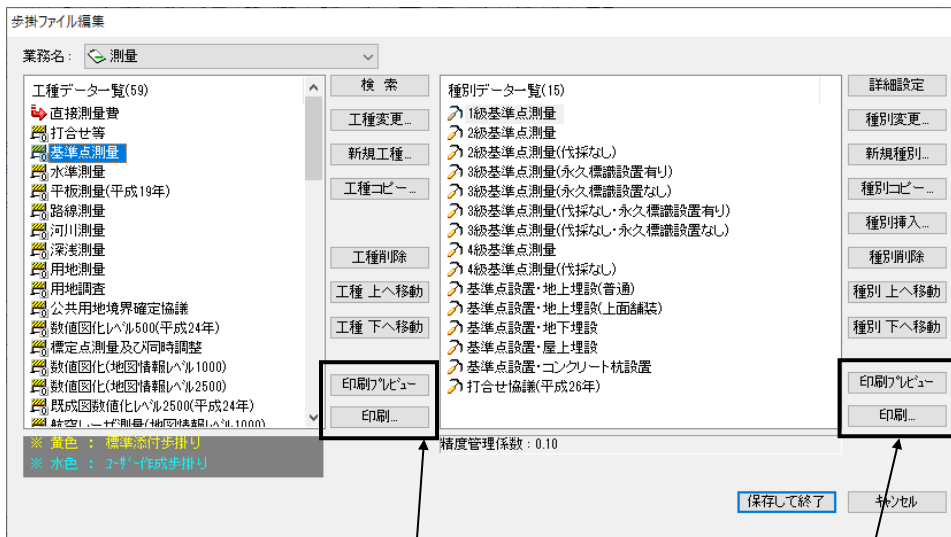 歩掛ファイル編集
業務名： 測量
工種データ一覧(59)
直接測量費
打合せ等
基準点測量
水準測量
平板測量(平成19年)
路線測量
河川測量
深浅測量
用地測量
用地調査
公共用地境界確定協議
数値図化ﾚﾍﾞﾙ500(平成24年)
標定点測量及び同時調整
数値図化(地図情報ﾚﾍﾞﾙ1000)
数値図化(地図情報ﾚﾍﾞﾙ2500)
既成図数値化ﾚﾍﾞﾙ2500(平成24年)
航空レーザ測量(地図情報ﾚﾍﾞﾙ1000)
※ 黄色 ： 標準添付歩掛り
※ 水色 ： ﾕｰｻﾞｰ作成歩掛り
検 索
工種変更...
新規工種...
工種コピー...
工種削除
工種 上へ移動
工種 下へ移動
印刷ﾌﾟﾚﾋﾞｭｰ
印刷...
種別データ一覧(15)
1級基準点測量
2級基準点測量
2級基準点測量(伐採なし)
3級基準点測量(永久標識設置有り)
3級基準点測量(永久標識設置なし)
3級基準点測量(伐採なし･永久標識設置有り)
3級基準点測量(伐採なし･永久標識設置なし)
4級基準点測量
4級基準点測量(伐採なし)
基準点設置･地上埋設(普通)
基準点設置･地上埋設(上面舗装)
基準点設置･地下埋設
基準点設置･屋上埋設
基準点設置･コンクリート杭設置
打合せ協議(平成26年)
精度管理係数：0.10
詳細設定
種別変更...
新規種別...
種別コピー...
種別挿入...
種別削除
種別 上へ移動
種別 下へ移動
印刷ﾌﾟﾚﾋﾞｭｰ
印刷...
保存して終了
キャンセル